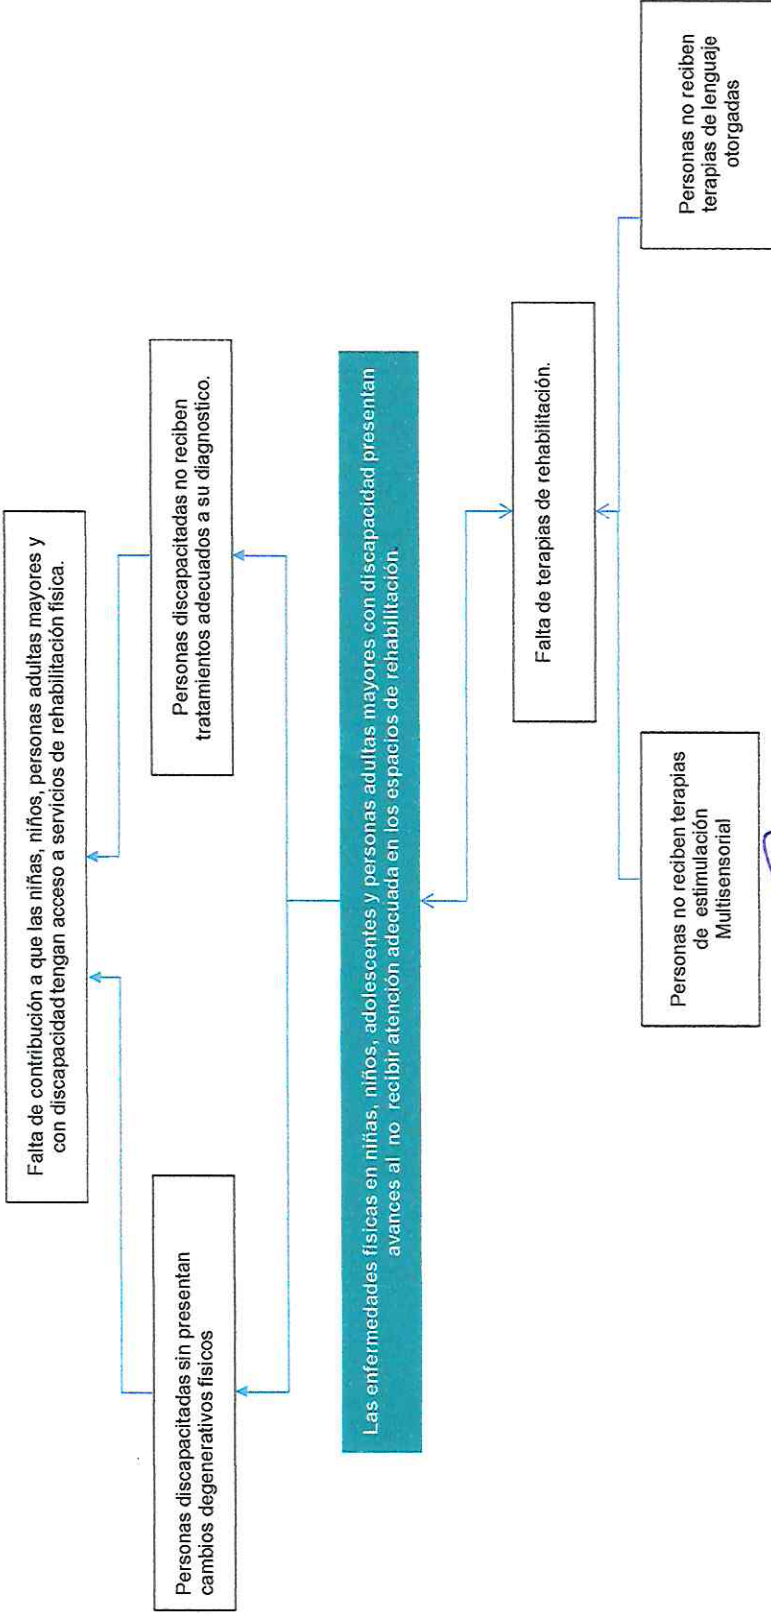 Falta de contribución a que las niñas, niños, personas adultas mayores y
con discapacidad tengan acceso a servicios de rehabilitación física.
Personas discapacitadas sin presentan
cambios degenerativos físicos
Personas discapacitadas no reciben
tratamientos adecuados a su diagnostico.
Las enfermedades físicas en niñas, niños, adolescentes y personas adultas mayores con discapacidad presentan
avances al no recibir atención adecuada en los espacios de rehabilitación.
Falta de terapias de rehabilitación.
Personas no reciben terapias
de estimulación
Multisensorial
Personas no reciben
terapias de lenguaje
otorgadas